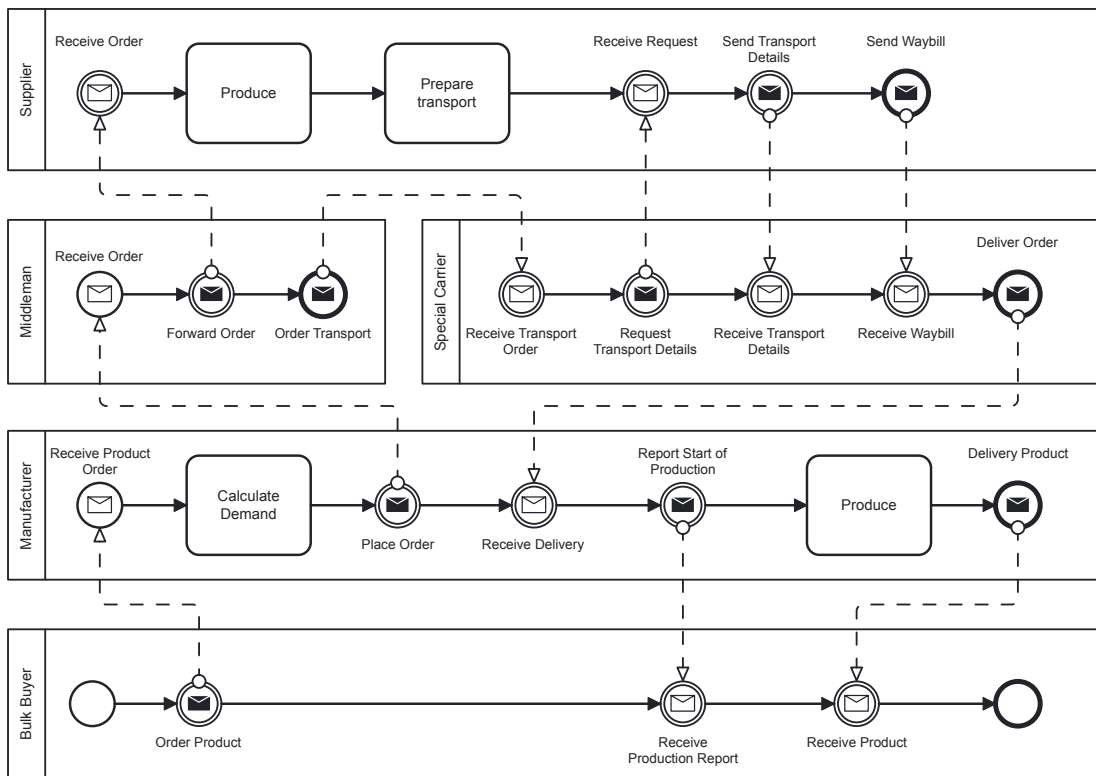 Supplier
Receive Order
Produce
Prepare
transport
Receive Request
Send Transport
Details
Send Waybill
Middleman
Receive Order
Forward Order
Order Transport
Special Carrier
Receive Transport
Order
Request
Transport Details
Receive Transport
Details
Receive Waybill
Deliver Order
Manufacturer
Receive Product
Order
Calculate
Demand
Place Order
Receive Delivery
Report Start of
Production
Produce
Delivery Product
Bulk Buyer
Order Product
Receive
Production Report
Receive Product